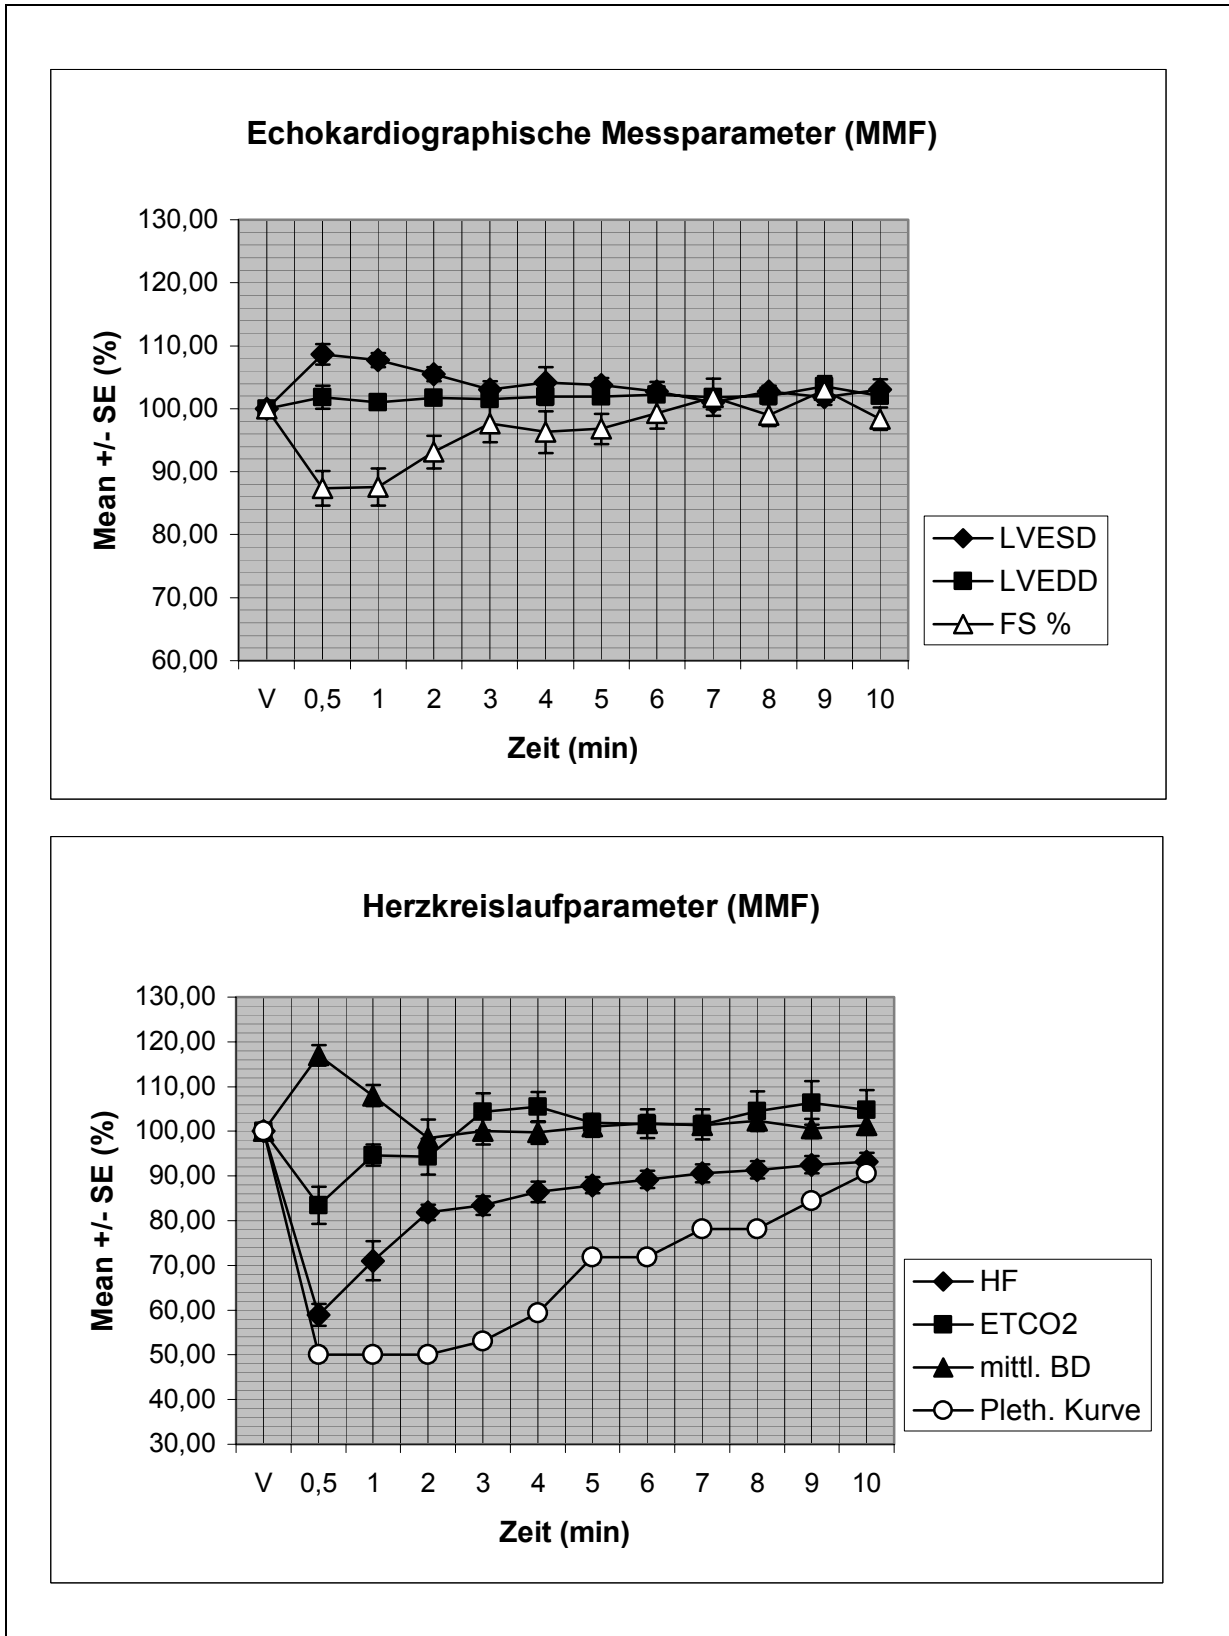 Echokardiographische Messparameter (MMF)
Mean +/- SE (%)
130,00
120,00
110,00
100,00
90,00
80,00
70,00
60,00
V 0,5 1 2 3 4 5 6 7 8 9 10
Zeit (min)
LVESD
LVEDD
FS %
Herzkreislaufparameter (MMF)
Mean +/- SE (%)
130,00
120,00
110,00
100,00
90,00
80,00
70,00
60,00
50,00
40,00
30,00
V 0,5 1 2 3 4 5 6 7 8 9 10
Zeit (min)
HF
ETCO2
mittl. BD
Pleth. Kurve